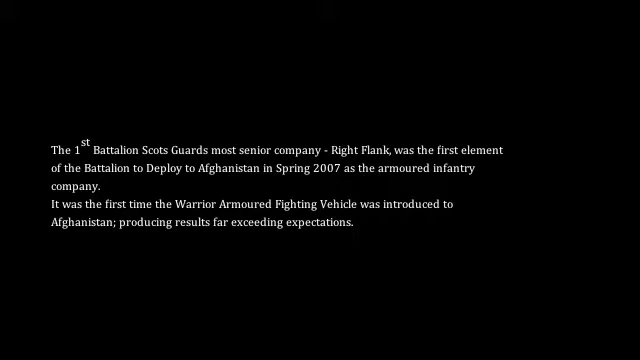 The 1st Battalion Scots Guards most senior company - Right Flank, was the first element
of the Battalion to Deploy to Afghanistan in Spring 2007 as the armoured infantry
company.
It was the first time the Warrior Armoured Fighting Vehicle was introduced to
Afghanistan; producing results far exceeding expectations.